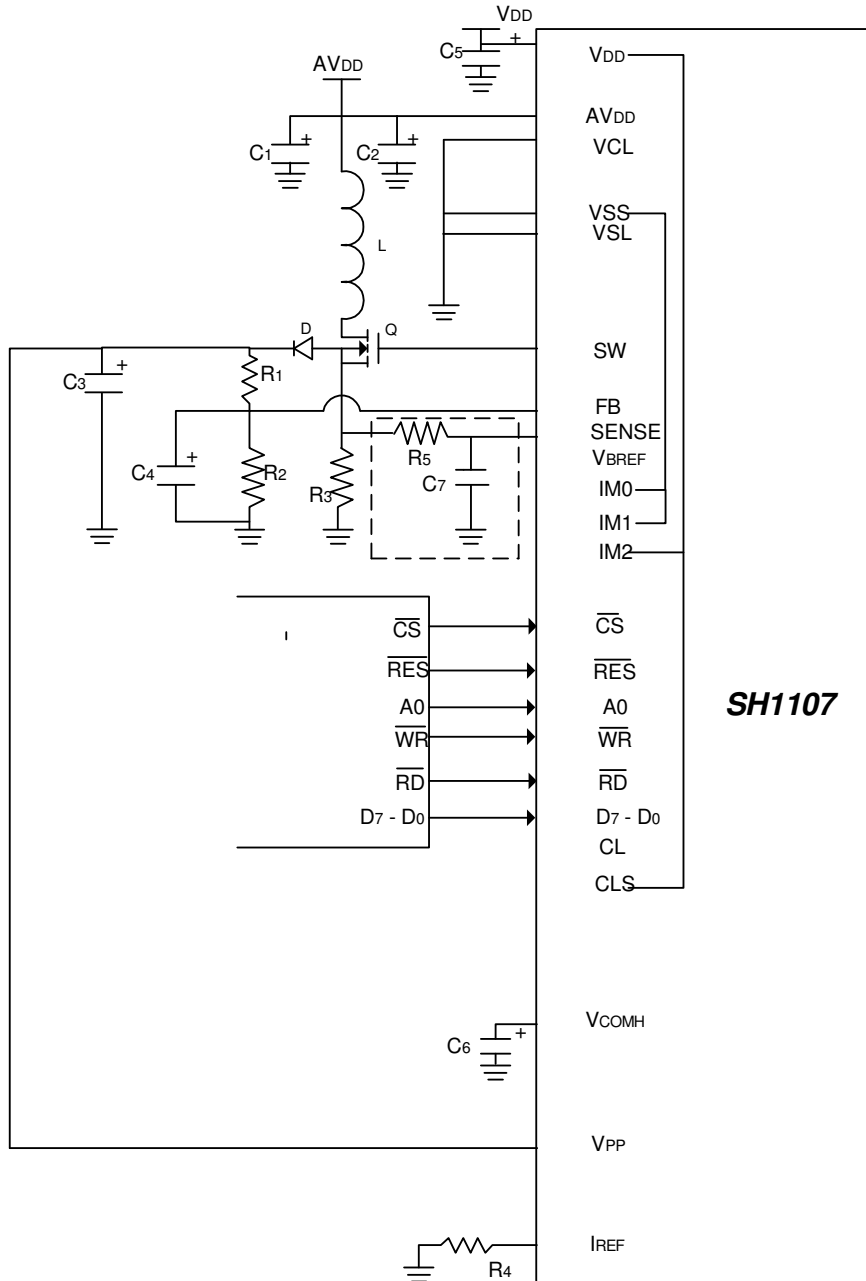 VDD
+
C5
VDD
AVDD
AVDD
C1
+
C2
+
VCL
VSS
VSL
L
D
Q
SW
C3
+
R1
FB
SENSE
VBREF
C4
+
R2
R3
R5
C7
IM0
IM1
IM2
CS
CS
RES
RES
A0
A0
WR
WR
RD
RD
D7 - D0
D7 - D0
CL
CLS
SH1107
VCOMH
C6
+
VPP
IREF
R4